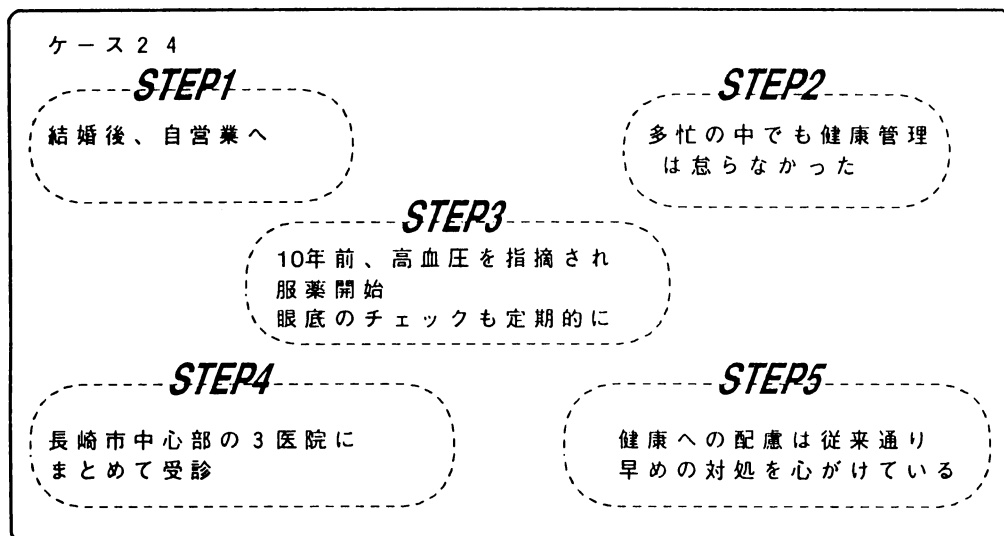 ケース24
STEP1
結婚後、自営業へ
STEP2
多忙の中でも健康管理
は怠らなかった
STEP3
10年前、高血圧を指摘され
服薬開始
眼底のチェックも定期的に
STEP4
長崎市中心部の3医院に
まとめて受診
STEP5
健康への配慮は従来通り
早めの対処を心がけている